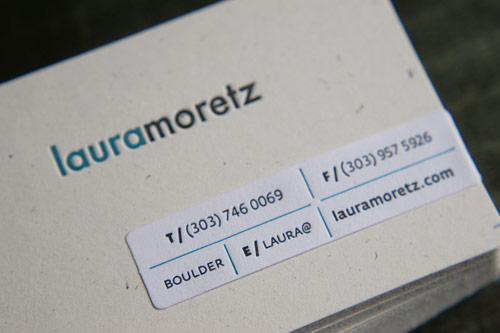 lauramoretz
T/ (303) 746 0069 F/ (303) 957 5926
BOULDER E/ LAURA@ lauramoretz.com